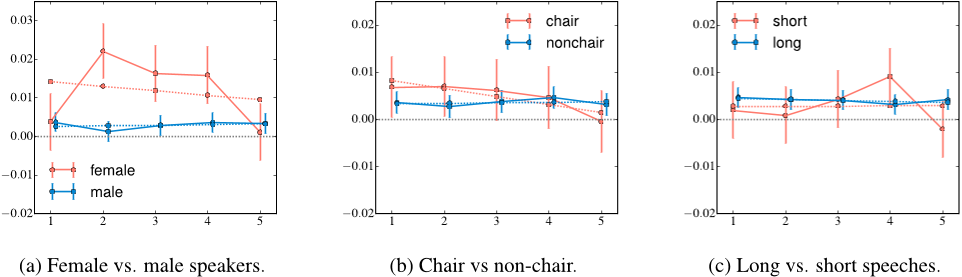 0.03
0.02
0.01
0.00
−0.01
−0.02
1 2 3 4 5
female
male
(a) Female vs. male speakers.
0.02
0.01
0.00
−0.01
−0.02
1 2 3 4 5
chair
nonchair
(b) Chair vs non-chair.
0.02
0.01
0.00
−0.01
−0.02
1 2 3 4 5
short
long
(c) Long vs. short speeches.